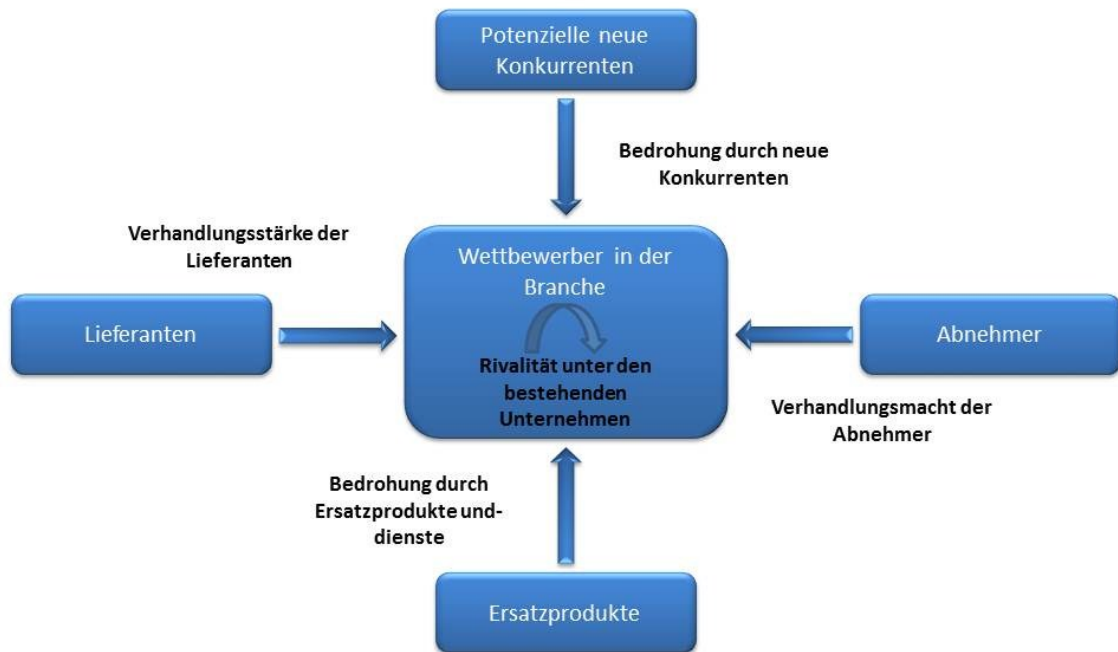 Potenzielle neue
Konkurrenten
Bedrohung durch neue
Konkurrenten
Verhandlungsstärke der
Lieferanten
Wettbewerber in der
Branche
Lieferanten
Abnehmer
Rivalität unter den
bestehenden
Unternehmen
Verhandlungsmacht der
Abnehmer
Bedrohung durch
Ersatzprodukte und-
dienste
Ersatzprodukte